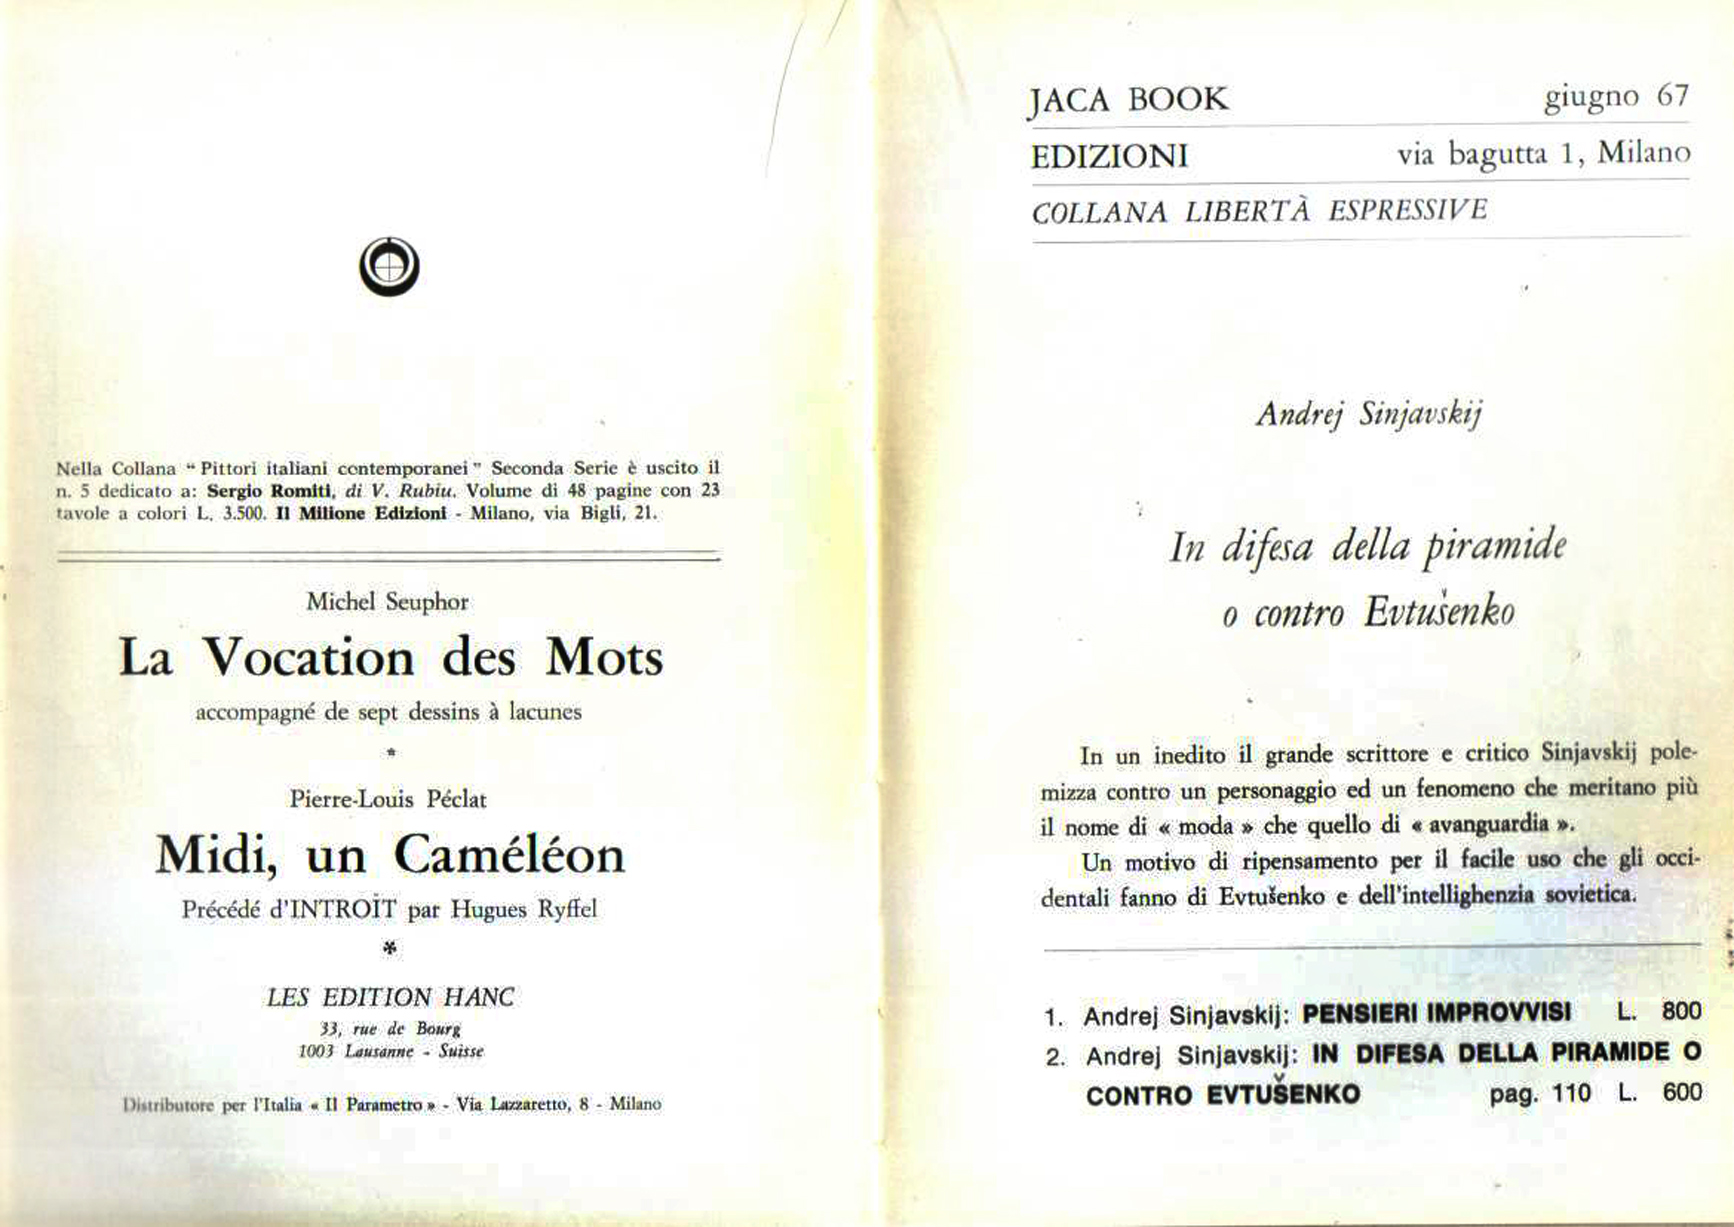 Nella Collana “ Pittori italiani contemporanei ” Seconda Serie è uscito il
n. 5 dedicato a: Sergio Romiti, di V. Rubiu. Volume di 48 pagine con 23
tavole a colori L. 3.500. Il Milione Edizioni - Milano, via Bigli, 21.
Michel Seuphor
La Vocation des Mots
accompagné de sept dessins à lacunes
*
Pierre-Louis Péclat
Midi, un Caméléon
Précédé d'INTROÏT par Hugues Ryffel
*
LES EDITION HANC
33, rue de Bourg
1003 Lausanne - Suisse
Distributore per l'Italia « Il Parametro » - Via Lazzaretto, 8 - Milano
JACA BOOK giugno 67
EDIZIONI via bagutta 1, Milano
COLLANA LIBERTÀ ESPRESSIVE
Andrej Sinjavskij
In difesa della piramide
o contro Evtušenko
In un inedito il grande scrittore e critico Sinjavskij pole-
mizza contro un personaggio ed un fenomeno che meritano più
il nome di « moda » che quello di « avanguardia ».
Un motivo di ripensamento per il facile uso che gli occi-
dentali fanno di Evtušenko e dell'intellighenzia sovietica.
1. Andrej Sinjavskij: PENSIERI IMPROVVISI L. 800
2. Andrej Sinjavskij: IN DIFESA DELLA PIRAMIDE O
CONTRO EVTUŠENKO pag. 110 L. 600